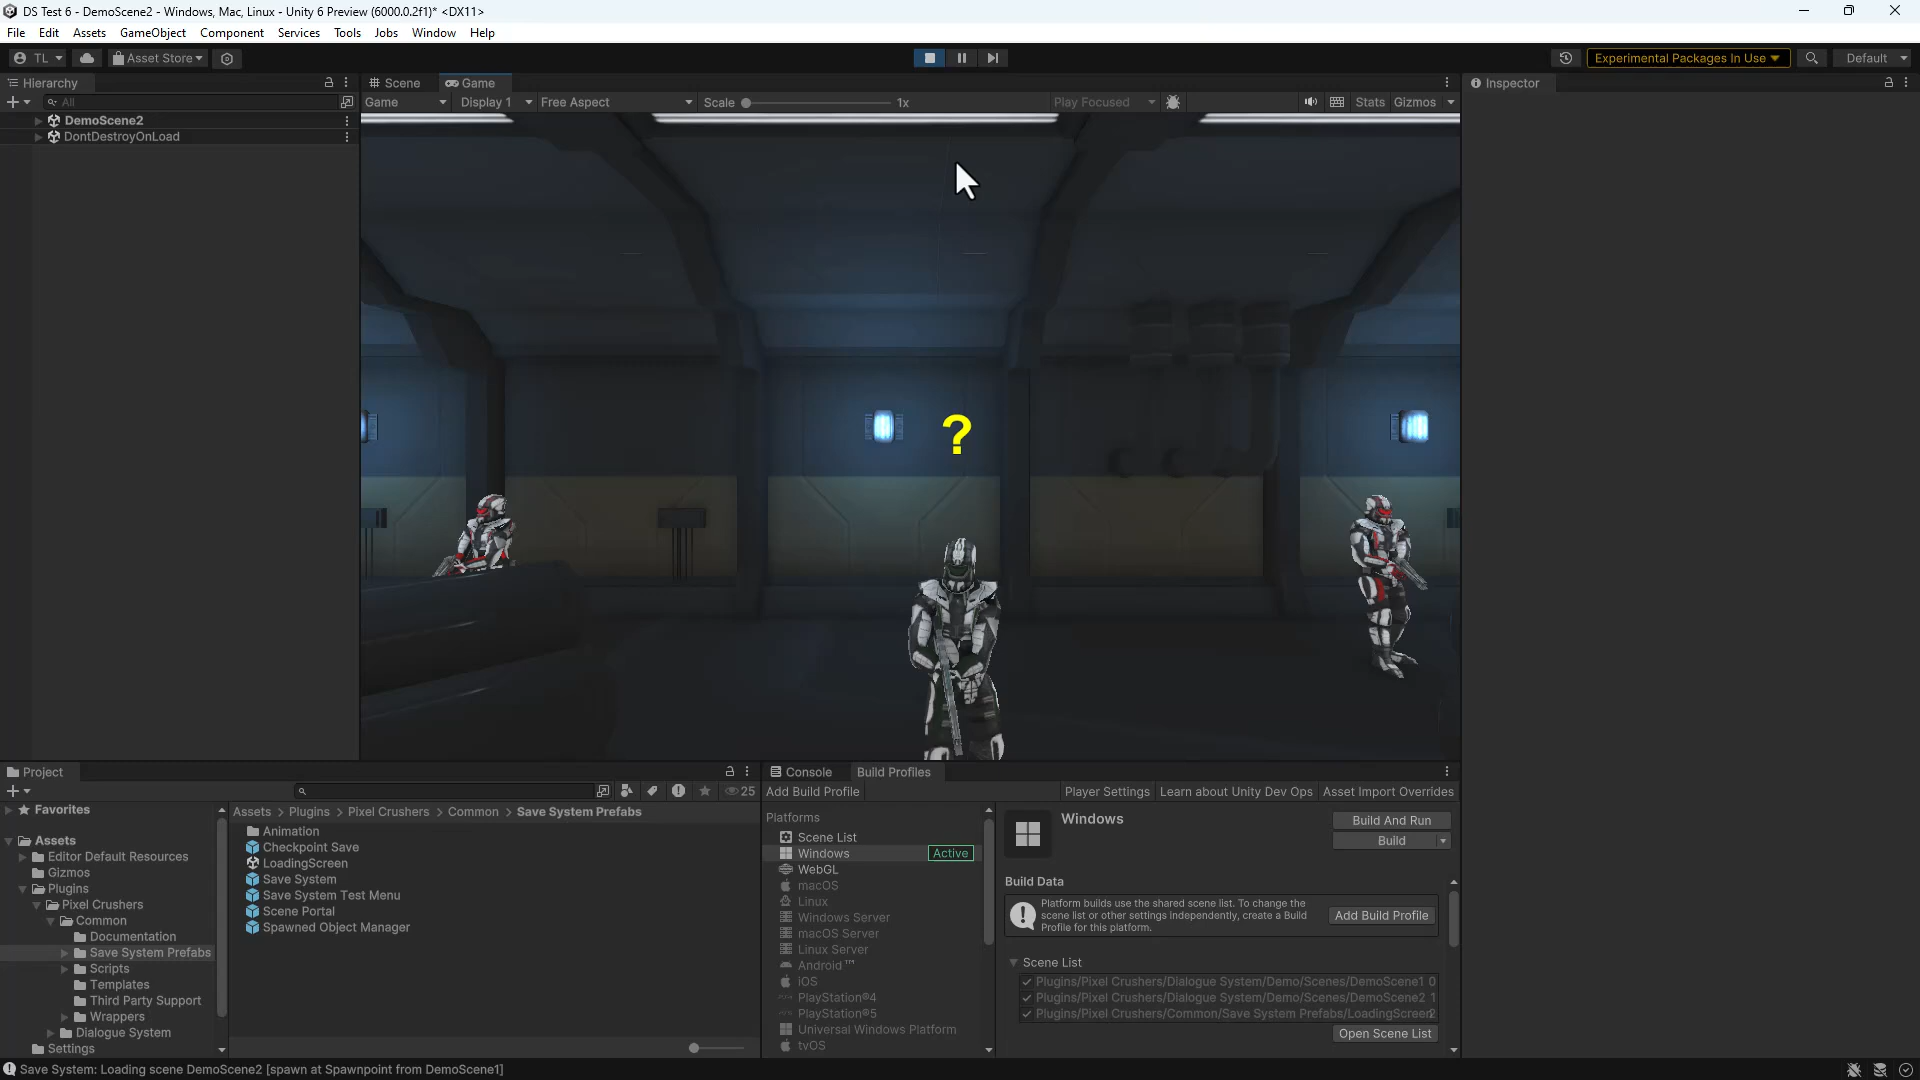 DS Test 6 - DemoScene2 - Windows, Mac, Linux - Unity 6 Preview (6000.0.2f1)* <DX11>
File Edit Assets GameObject Component Services Tools Jobs Window Help
TL Asset Store Experimental Packages In Use Default
Hierarchy Scene Game Inspector
All Game Display 1 Free Aspect Scale 1x Play Focused Stats Gizmos
DemoScene2
DontDestroyOnLoad
?
Project
25
Favorites
Assets
Editor Default Resources
Gizmos
Plugins
Pixel Crushers
Common
Documentation
Save System Prefabs
Scripts
Templates
Third Party Support
Wrappers
Dialogue System
Settings
Assets > Plugins > Pixel Crushers > Common > Save System Prefabs
Animation
Checkpoint Save
LoadingScreen
Save System
Save System Test Menu
Scene Portal
Spawned Object Manager
Console Build Profiles
Add Build Profile Player Settings Learn about Unity Dev Ops Asset Import Overrides
Platforms
Scene List
Windows Active
WebGL
macOS
Linux
Windows Server
macOS Server
Linux Server
Android™
iOS
PlayStation®4
PlayStation®5
Universal Windows Platform
tvOS
Windows
Build And Run
Build
Build Data
Platform builds use the shared scene list. To change the
scene list or other settings independently, create a Build
Profile for this platform.
Add Build Profile
Scene List
Plugins/Pixel Crushers/Dialogue System/Demo/Scenes/DemoScene1 0
Plugins/Pixel Crushers/Dialogue System/Demo/Scenes/DemoScene2 1
Plugins/Pixel Crushers/Common/Save System Prefabs/LoadingScreen 2
Open Scene List
Save System: Loading scene DemoScene2 [spawn at Spawnpoint from DemoScene1]